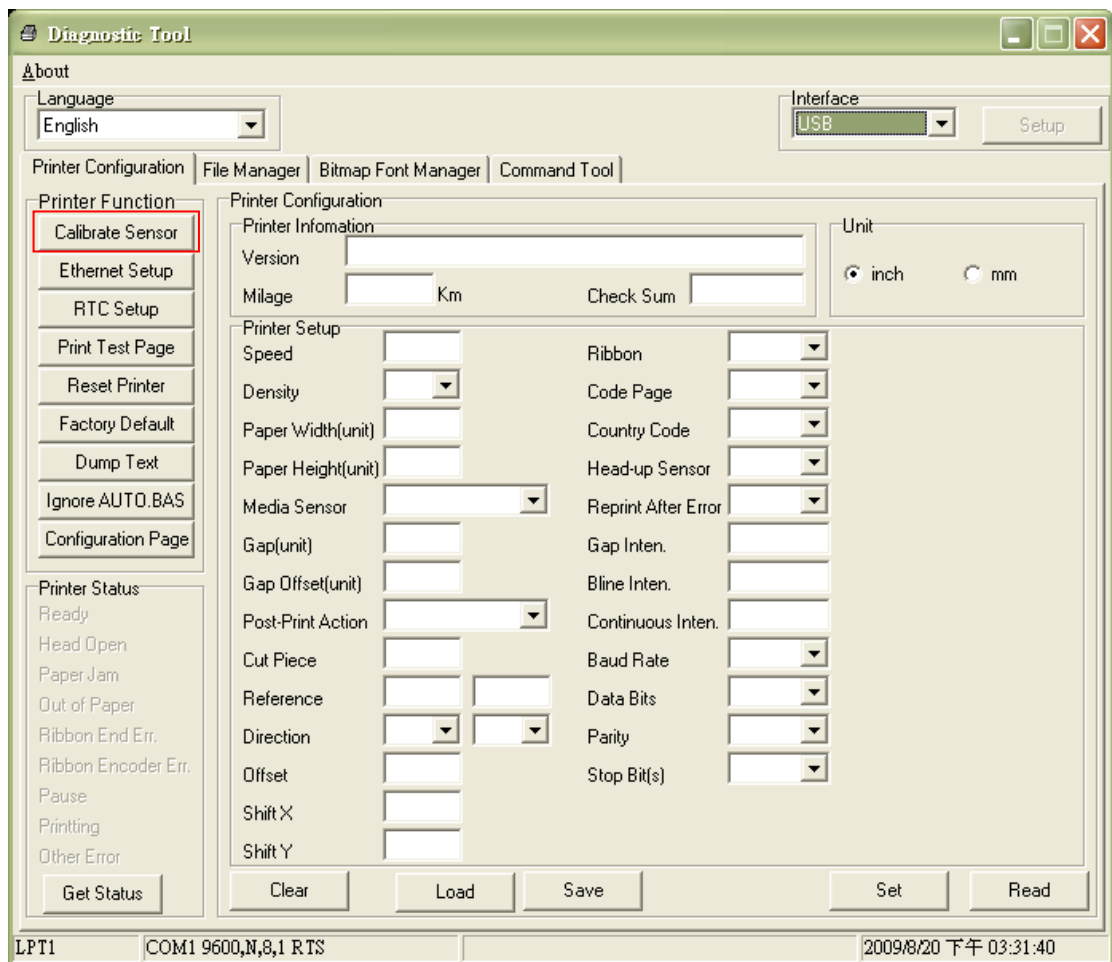 Diagnostic Tool
About
Language
English
Interface
USB
Setup
Printer Configuration
File Manager
Bitmap Font Manager
Command Tool
Printer Function
Calibrate Sensor
Ethernet Setup
RTC Setup
Print Test Page
Reset Printer
Factory Default
Dump Text
Ignore AUTO.BAS
Configuration Page
Printer Status
Ready
Head Open
Paper Jam
Out of Paper
Ribbon End Err.
Ribbon Encoder Err.
Pause
Printting
Other Error
Get Status
Printer Configuration
Printer Infomation
Version
Milage
Km
Check Sum
Unit
inch
mm
Printer Setup
Speed
Density
Paper Width(unit)
Paper Height(unit)
Media Sensor
Gap(unit)
Gap Offset(unit)
Post-Print Action
Cut Piece
Reference
Direction
Offset
Shift X
Shift Y
Ribbon
Code Page
Country Code
Head-up Sensor
Reprint After Error
Gap Inten.
Bline Inten.
Continuous Inten.
Baud Rate
Data Bits
Parity
Stop Bit(s)
Clear
Load
Save
Set
Read
LPT1
COM1 9600,N,8,1 RTS
2009/8/20 下午 03:31:40